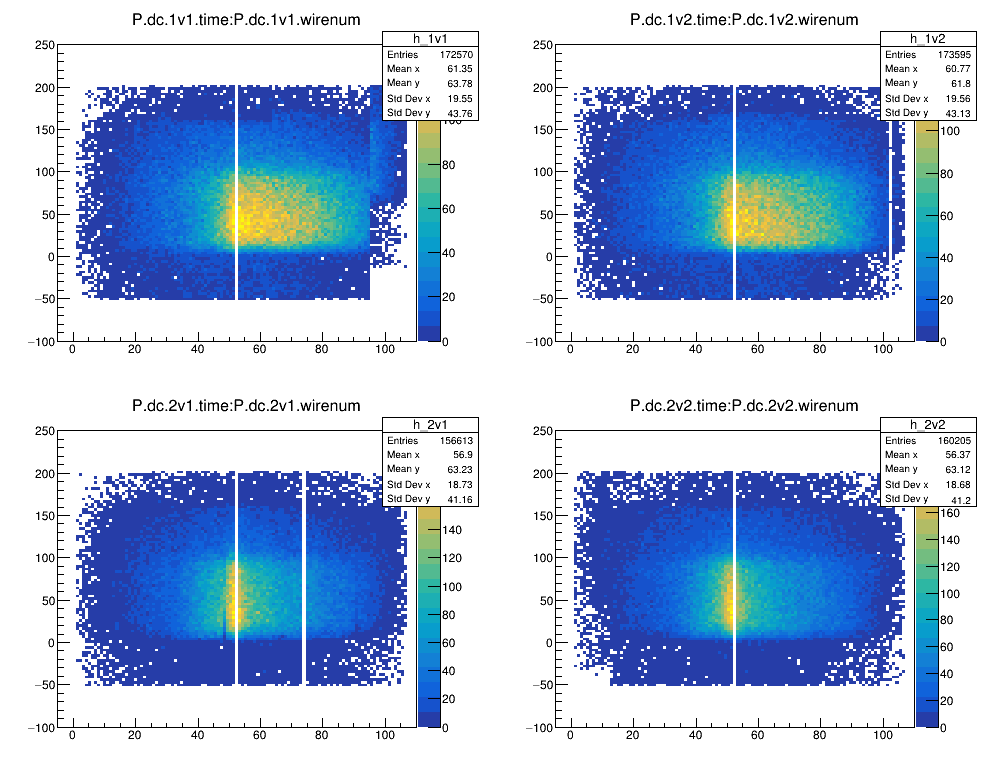 P.dc.1v1.time:P.dc.1v1.wirenum
h_1v1
Entries 172570
Mean x 61.35
Mean y 63.78
Std Dev x 19.55
Std Dev y 43.76
250
200
150
100
50
0
−50
−100
0 20 40 60 80 100
100
80
60
40
20
0
P.dc.1v2.time:P.dc.1v2.wirenum
h_1v2
Entries 173595
Mean x 60.77
Mean y 61.8
Std Dev x 19.56
Std Dev y 43.13
250
200
150
100
50
0
−50
−100
0 20 40 60 80 100
100
80
60
40
20
0
P.dc.2v1.time:P.dc.2v1.wirenum
h_2v1
Entries 156613
Mean x 56.9
Mean y 63.23
Std Dev x 18.73
Std Dev y 41.16
250
200
150
100
50
0
−50
−100
0 20 40 60 80 100
140
120
100
80
60
40
20
0
P.dc.2v2.time:P.dc.2v2.wirenum
h_2v2
Entries 160205
Mean x 56.37
Mean y 63.12
Std Dev x 18.68
Std Dev y 41.2
250
200
150
100
50
0
−50
−100
0 20 40 60 80 100
160
140
120
100
80
60
40
20
0